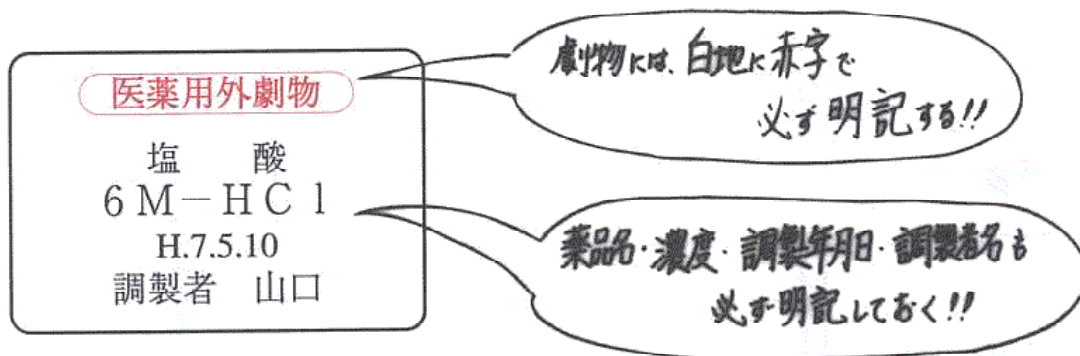 医薬用外劇物
塩　酸
6M－HCl
H.7.5.10
調製者　山口
劇物には、白地に赤字で
必ず明記する!!
薬品名・濃度・調製年月日・調製者名も
必ず明記しておく!!